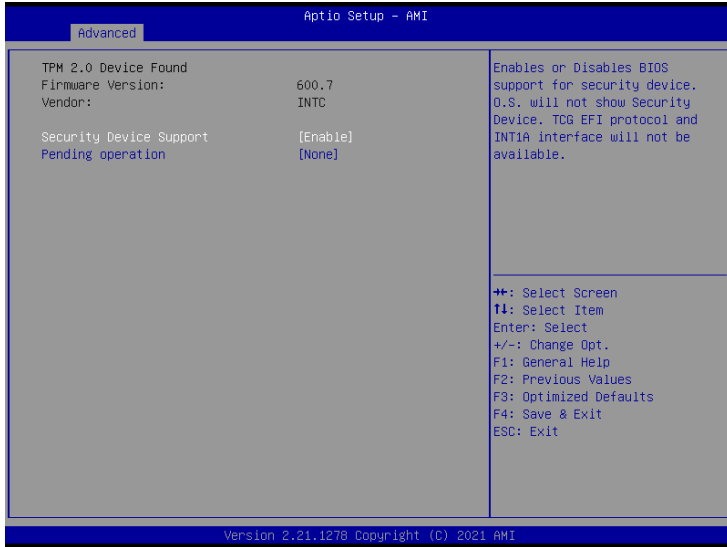 Aptio Setup - AMI
Advanced
TPM 2.0 Device Found
Firmware Version: 600.7
Vendor: INTC
Security Device Support [Enable]
Pending operation [None]
Enables or Disables BIOS
support for security device.
O.S. will not show Security
Device. TCG EFI protocol and
INT1A interface will not be
available.
→←: Select Screen
↑↓: Select Item
Enter: Select
+/-: Change Opt.
F1: General Help
F2: Previous Values
F3: Optimized Defaults
F4: Save & Exit
ESC: Exit
Version 2.21.1278 Copyright (C) 2021 AMI